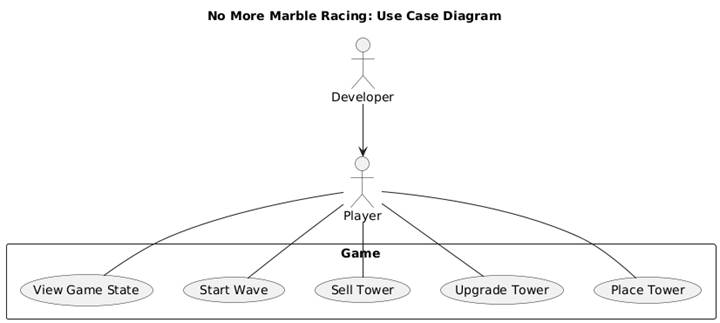 No More Marble Racing: Use Case Diagram
Developer
Player
Game
View Game State
Start Wave
Sell Tower
Upgrade Tower
Place Tower